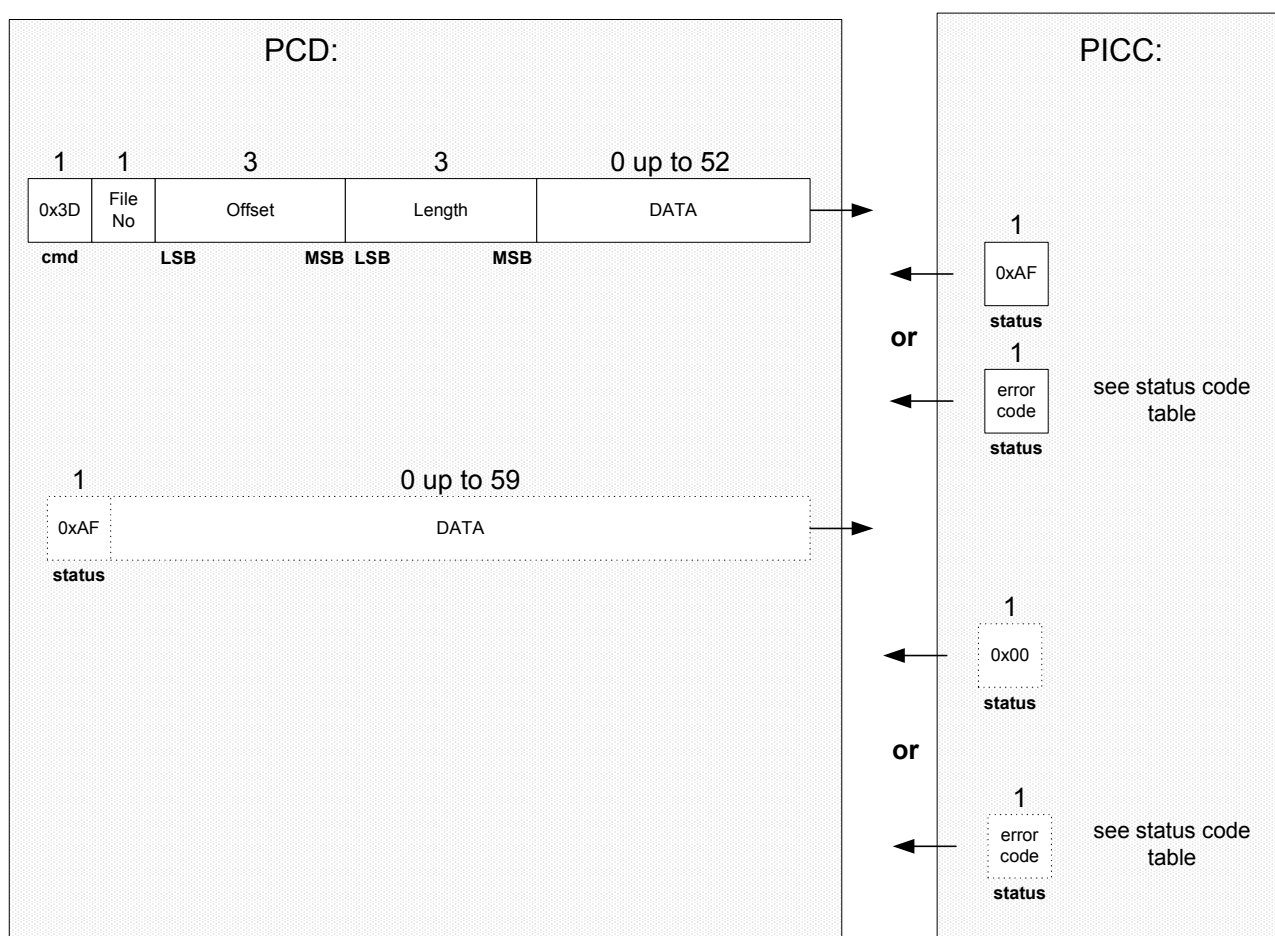 PCD:
PICC:
1 1 3 3 0 up to 52
0x3D File No Offset Length DATA
cmd LSB MSB LSB MSB
1
0xAF
status
or
1
error
code
status
see status code
table
1 0 up to 59
0xAF DATA
status
1
0x00
status
or
1
error
code
status
see status code
table